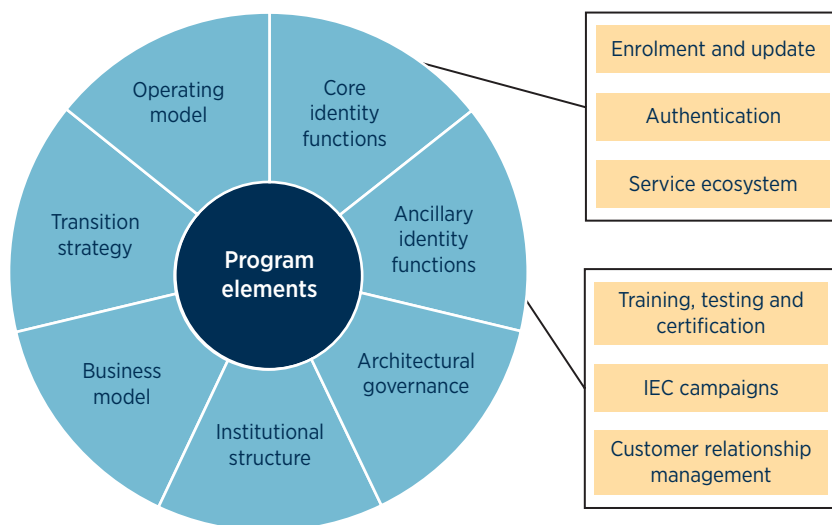 Program
elements
Core
identity
functions
Ancillary
identity
functions
Architectural
governance
Institutional
structure
Business
model
Transition
strategy
Operating
model
Enrolment and update
Authentication
Service ecosystem
Training, testing and
certification
IEC campaigns
Customer relationship
management